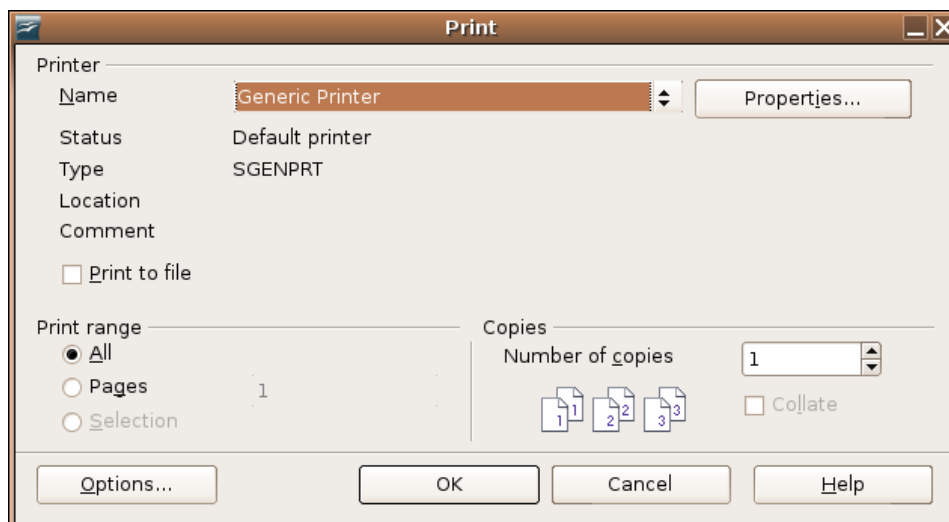 Print
Printer
Name Generic Printer Properties...
Status Default printer
Type SGENPRT
Location
Comment
Print to file
Print range
All
Pages 1
Selection
Copies
Number of copies 1
1 1 2 2 3 3
Collate
Options... OK Cancel Help